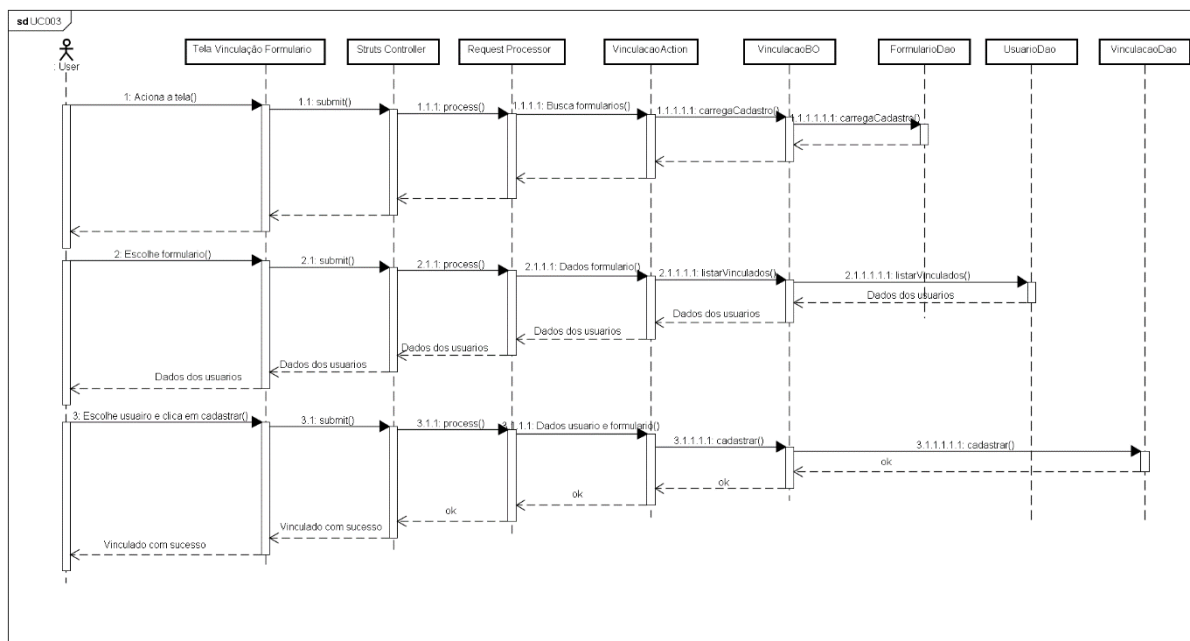 sd UC003
: User
Tela Vinculação Formulario
Struts Controller
Request Processor
VinculacaoAction
VinculacaoBO
FormularioDao
UsuarioDao
VinculacaoDao
1: Aciona a tela()
1.1: submit()
1.1.1: process()
1.1.1.1: Busca formularios()
1.1.1.1.1: carregaCadastro()
1.1.1.1.1.1: carregaCadastro()
2: Escolhe formulario()
2.1: submit()
2.1.1: process()
2.1.1.1: Dados formulario()
2.1.1.1.1: listarVinculados()
2.1.1.1.1.1: listarVinculados()
Dados dos usuarios
Dados dos usuarios
Dados dos usuarios
Dados dos usuarios
Dados dos usuarios
Dados dos usuarios
3: Escolhe usuairo e clica em cadastrar()
3.1: submit()
3.1.1: process()
3.1.1.1: Dados usuario e formulario()
3.1.1.1.1: cadastrar()
3.1.1.1.1.1: cadastrar()
ok
ok
ok
ok
Vinculado com sucesso
Vinculado com sucesso